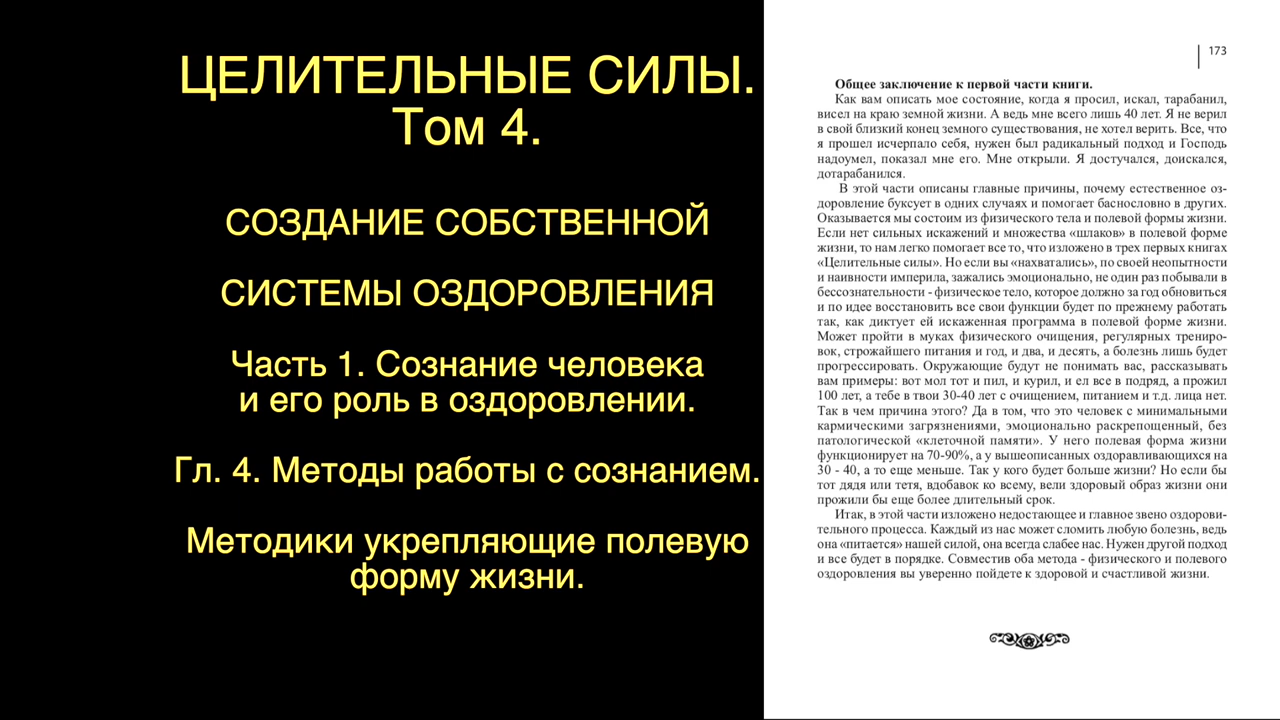 ЦЕЛИТЕЛЬНЫЕ СИЛЫ.
Том 4.
СОЗДАНИЕ СОБСТВЕННОЙ
СИСТЕМЫ ОЗДОРОВЛЕНИЯ
Часть 1. Сознание человека
и его роль в оздоровлении.
Гл. 4. Методы работы с сознанием.
Методики укрепляющие полевую
форму жизни.
173
Общее заключение к первой части книги.
Как вам описать мое состояние, когда я просил, искал, тарабанил,
висел на краю земной жизни. А ведь мне всего лишь 40 лет. Я не верил
в свой близкий конец земного существования, не хотел верить. Все, что
я прошел исчерпало себя, нужен был радикальный подход и Господь
надоумел, показал мне его. Мне открыли. Я достучался, доискался,
дотарабанился.
В этой части описаны главные причины, почему естественное оз-
доровление буксует в одних случаях и помогает баснословно в других.
Оказывается мы состоим из физического тела и полевой формы жизни.
Если нет сильных искажений и множества «шлаков» в полевой форме
жизни, то нам легко помогает все то, что изложено в трех первых книгах
«Целительные силы». Но если вы «нахватались», по своей неопытности
и наивности империла, зажались эмоционально, не один раз побывали в
бессознательности - физическое тело, которое должно за год обновиться
и по идее восстановить все свои функции будет по прежнему работать
так, как диктует ей искаженная программа в полевой форме жизни.
Может пройти в муках физического очищения, регулярных трениро-
вок, строжайшего питания и год, и два, и десять, а болезнь лишь будет
прогрессировать. Окружающие будут не понимать вас, рассказывать
вам примеры: вот мол тот и пил, и курил, и ел все в подряд, а прожил
100 лет, а тебе в твои 30-40 лет с очищением, питанием и т.д. лица нет.
Так в чем причина этого? Да в том, что это человек с минимальными
кармическими загрязнениями, эмоционально раскрепощенный, без
патологической «клеточной памяти». У него полевая форма жизни
функционирует на 70-90%, а у вышеописанных оздоравливающихся на
30 - 40, а то еще меньше. Так у кого будет больше жизни? Но если бы
тот дядя или тетя, вдобавок ко всему, вели здоровый образ жизни они
прожили бы еще более длительный срок.
Итак, в этой части изложено недостающее и главное звено оздорови-
тельного процесса. Каждый из нас может сломить любую болезнь, ведь
она «питается» нашей силой, она всегда слабее нас. Нужен другой подход
и все будет в порядке. Совместив оба метода - физического и полевого
оздоровления вы уверенно пойдете к здоровой и счастливой жизни.